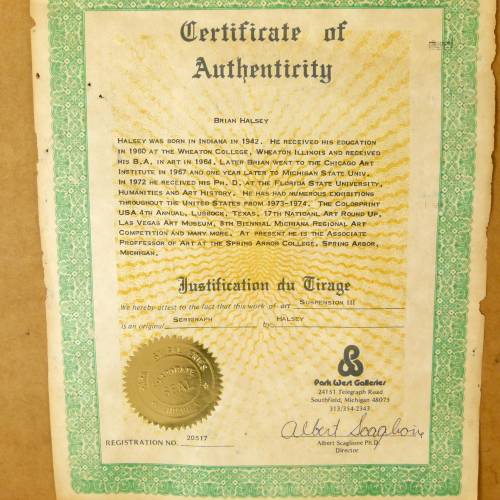 Certificate of
Authenticity
BRIAN HALSEY
HALSEY WAS BORN IN INDIANA IN 1942. HE RECEIVED HIS EDUCATION
IN 1960 AT THE WHEATON COLLEGE, WHEATON ILLINOIS AND RECEIVED
HIS B.A. IN ART IN 1964. LATER BRIAN WENT TO THE CHICAGO ART
INSTITUTE IN 1967 AND ONE YEAR LATER TO MICHIGAN STATE UNIV.
IN 1972 HE RECEIVED HIS PH. D. AT THE FLORIDA STATE UNIVERSITY,
HUMANITIES AND ART HISTORY. HE HAS HAD NUMEROUS EXHIBITIONS
THROUGHOUT THE UNITED STATES FROM 1973-1974. THE COLORPRINT
USA 4TH ANNUAL, LUBBOCK, TEXAS, 17TH NATIOANL ART ROUND UP,
LAS VEGAS ART MUSEUM, 8TH BIENNIAL MICHIANA REGIONAL ART
COMPETITION AND MANY MORE. AT PRESENT HE IS THE ASSOCIATE
PROFFESSOR OF ART AT THE SPRING ARBOR COLLEGE, SPRING ARBOR,
MICHIGAN.
Justification du Tirage
We hereby attest to the fact that this work of art SUSPENSION III
is an original SERIGRAPH by: HALSEY
Park West Galleries
24151 Telegraph Road
Southfield, Michigan 48075
313/354-2343
CORPORATE
SEAL
Albert Scaglione
Albert Scaglione Ph.D.
Director
REGISTRATION NO. 20517